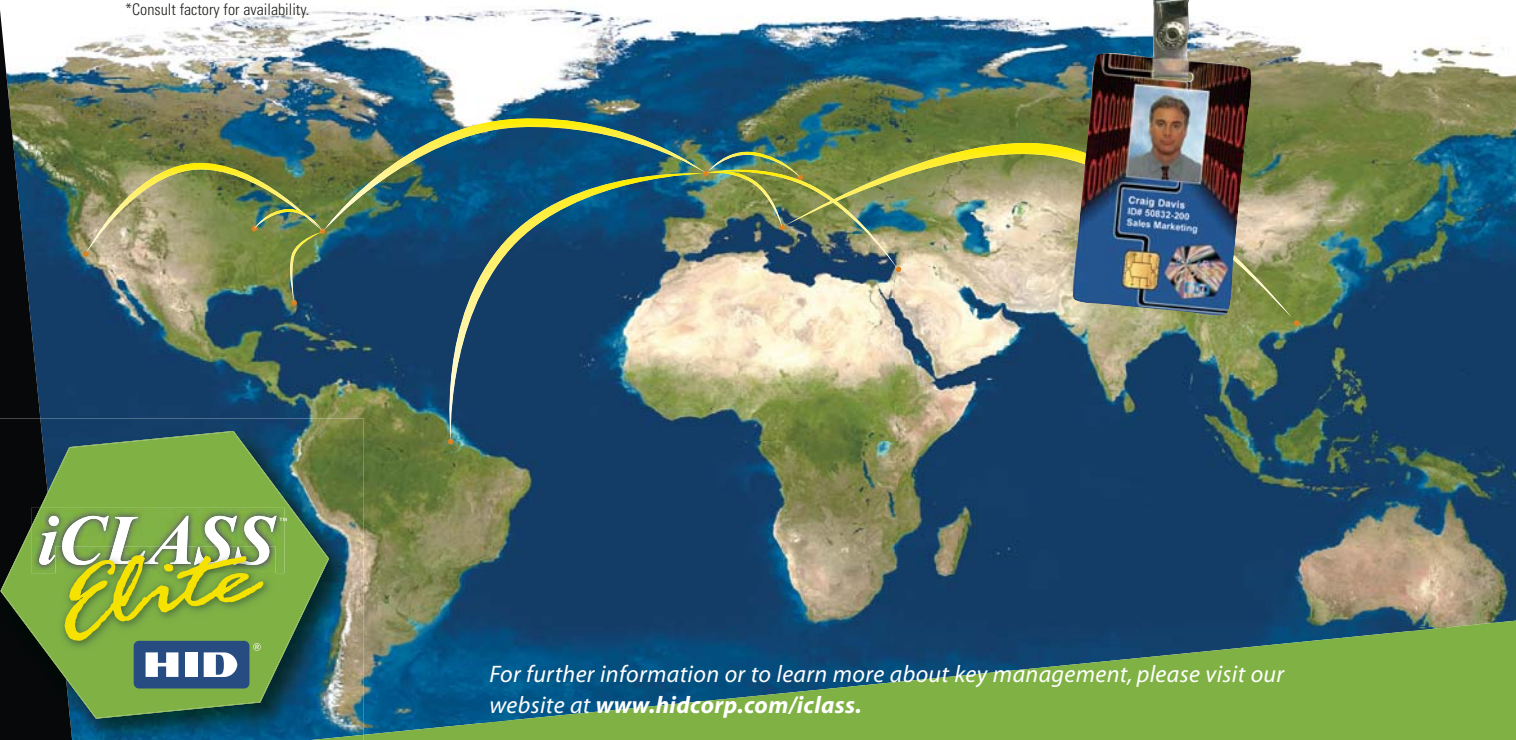 *Consult factory for availability.
Craig Davis
ID# 50832-200
Sales Marketing
iCLASS™
Elite
HID®
For further information or to learn more about key management, please visit our
website at www.hidcorp.com/iclass.